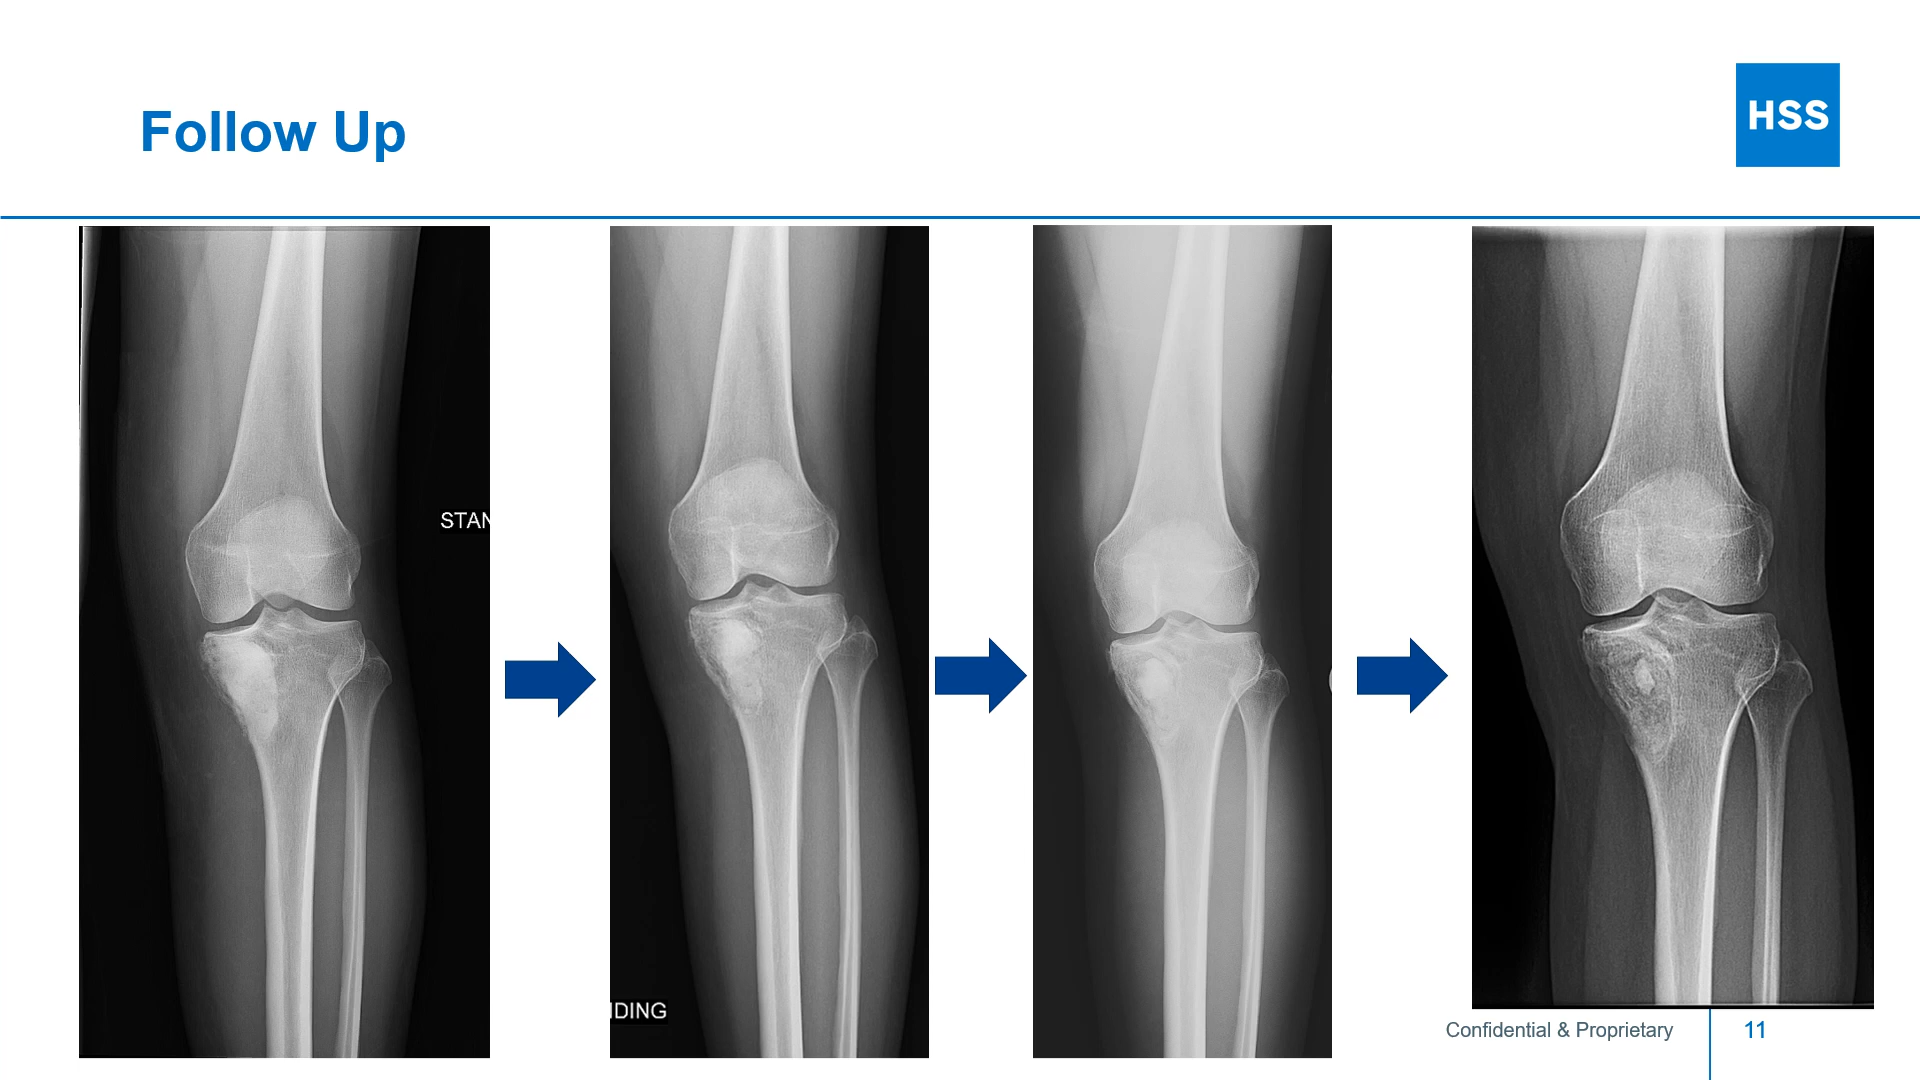 Follow Up
HSS
STAN
DING
Confidential & Proprietary
11